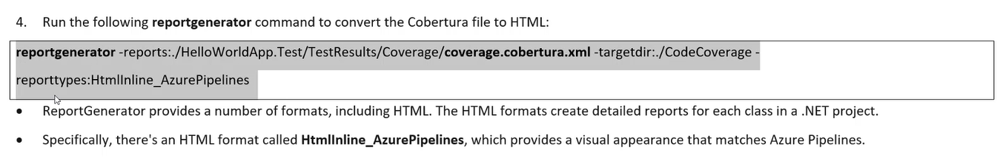 4. Run the following reportgenerator command to convert the Cobertura file to HTML:
reportgenerator -reports:./HelloWorldApp.Test/TestResults/Coverage/coverage.cobertura.xml -targetdir:./CodeCoverage -
reporttypes:HtmlInline_AzurePipelines
• ReportGenerator provides a number of formats, including HTML. The HTML formats create detailed reports for each class in a .NET project.
• Specifically, there's an HTML format called HtmlInline_AzurePipelines, which provides a visual appearance that matches Azure Pipelines.